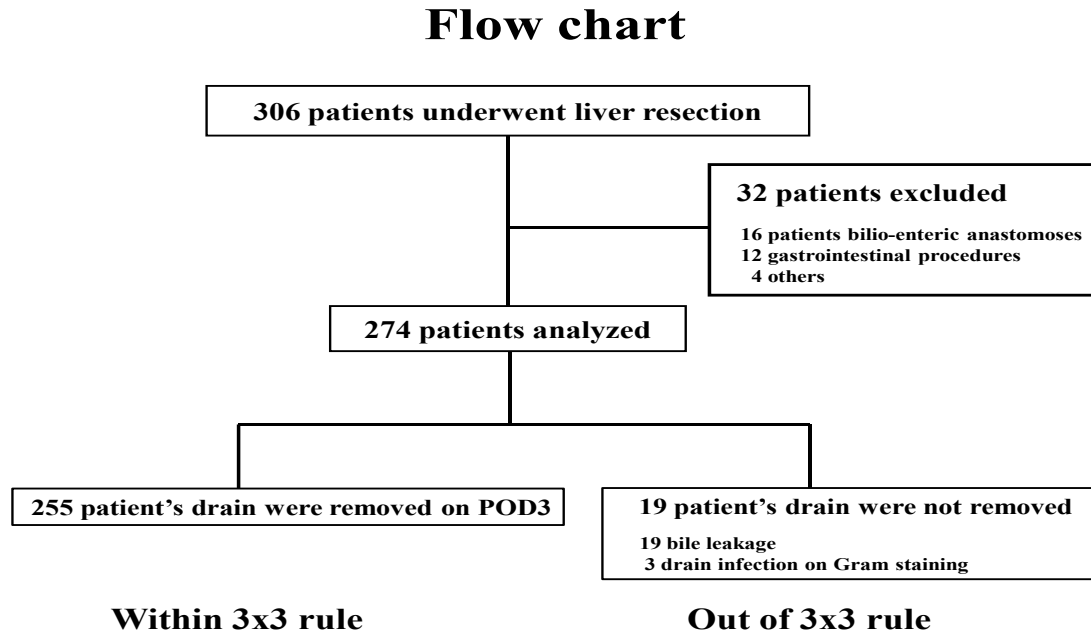 Flow chart
306 patients underwent liver resection
32 patients excluded
16 patients bilio-enteric anastomoses
12 gastrointestinal procedures
4 others
274 patients analyzed
255 patient’s drain were removed on POD3
19 patient’s drain were not removed
19 bile leakage
3 drain infection on Gram staining
Within 3x3 rule
Out of 3x3 rule